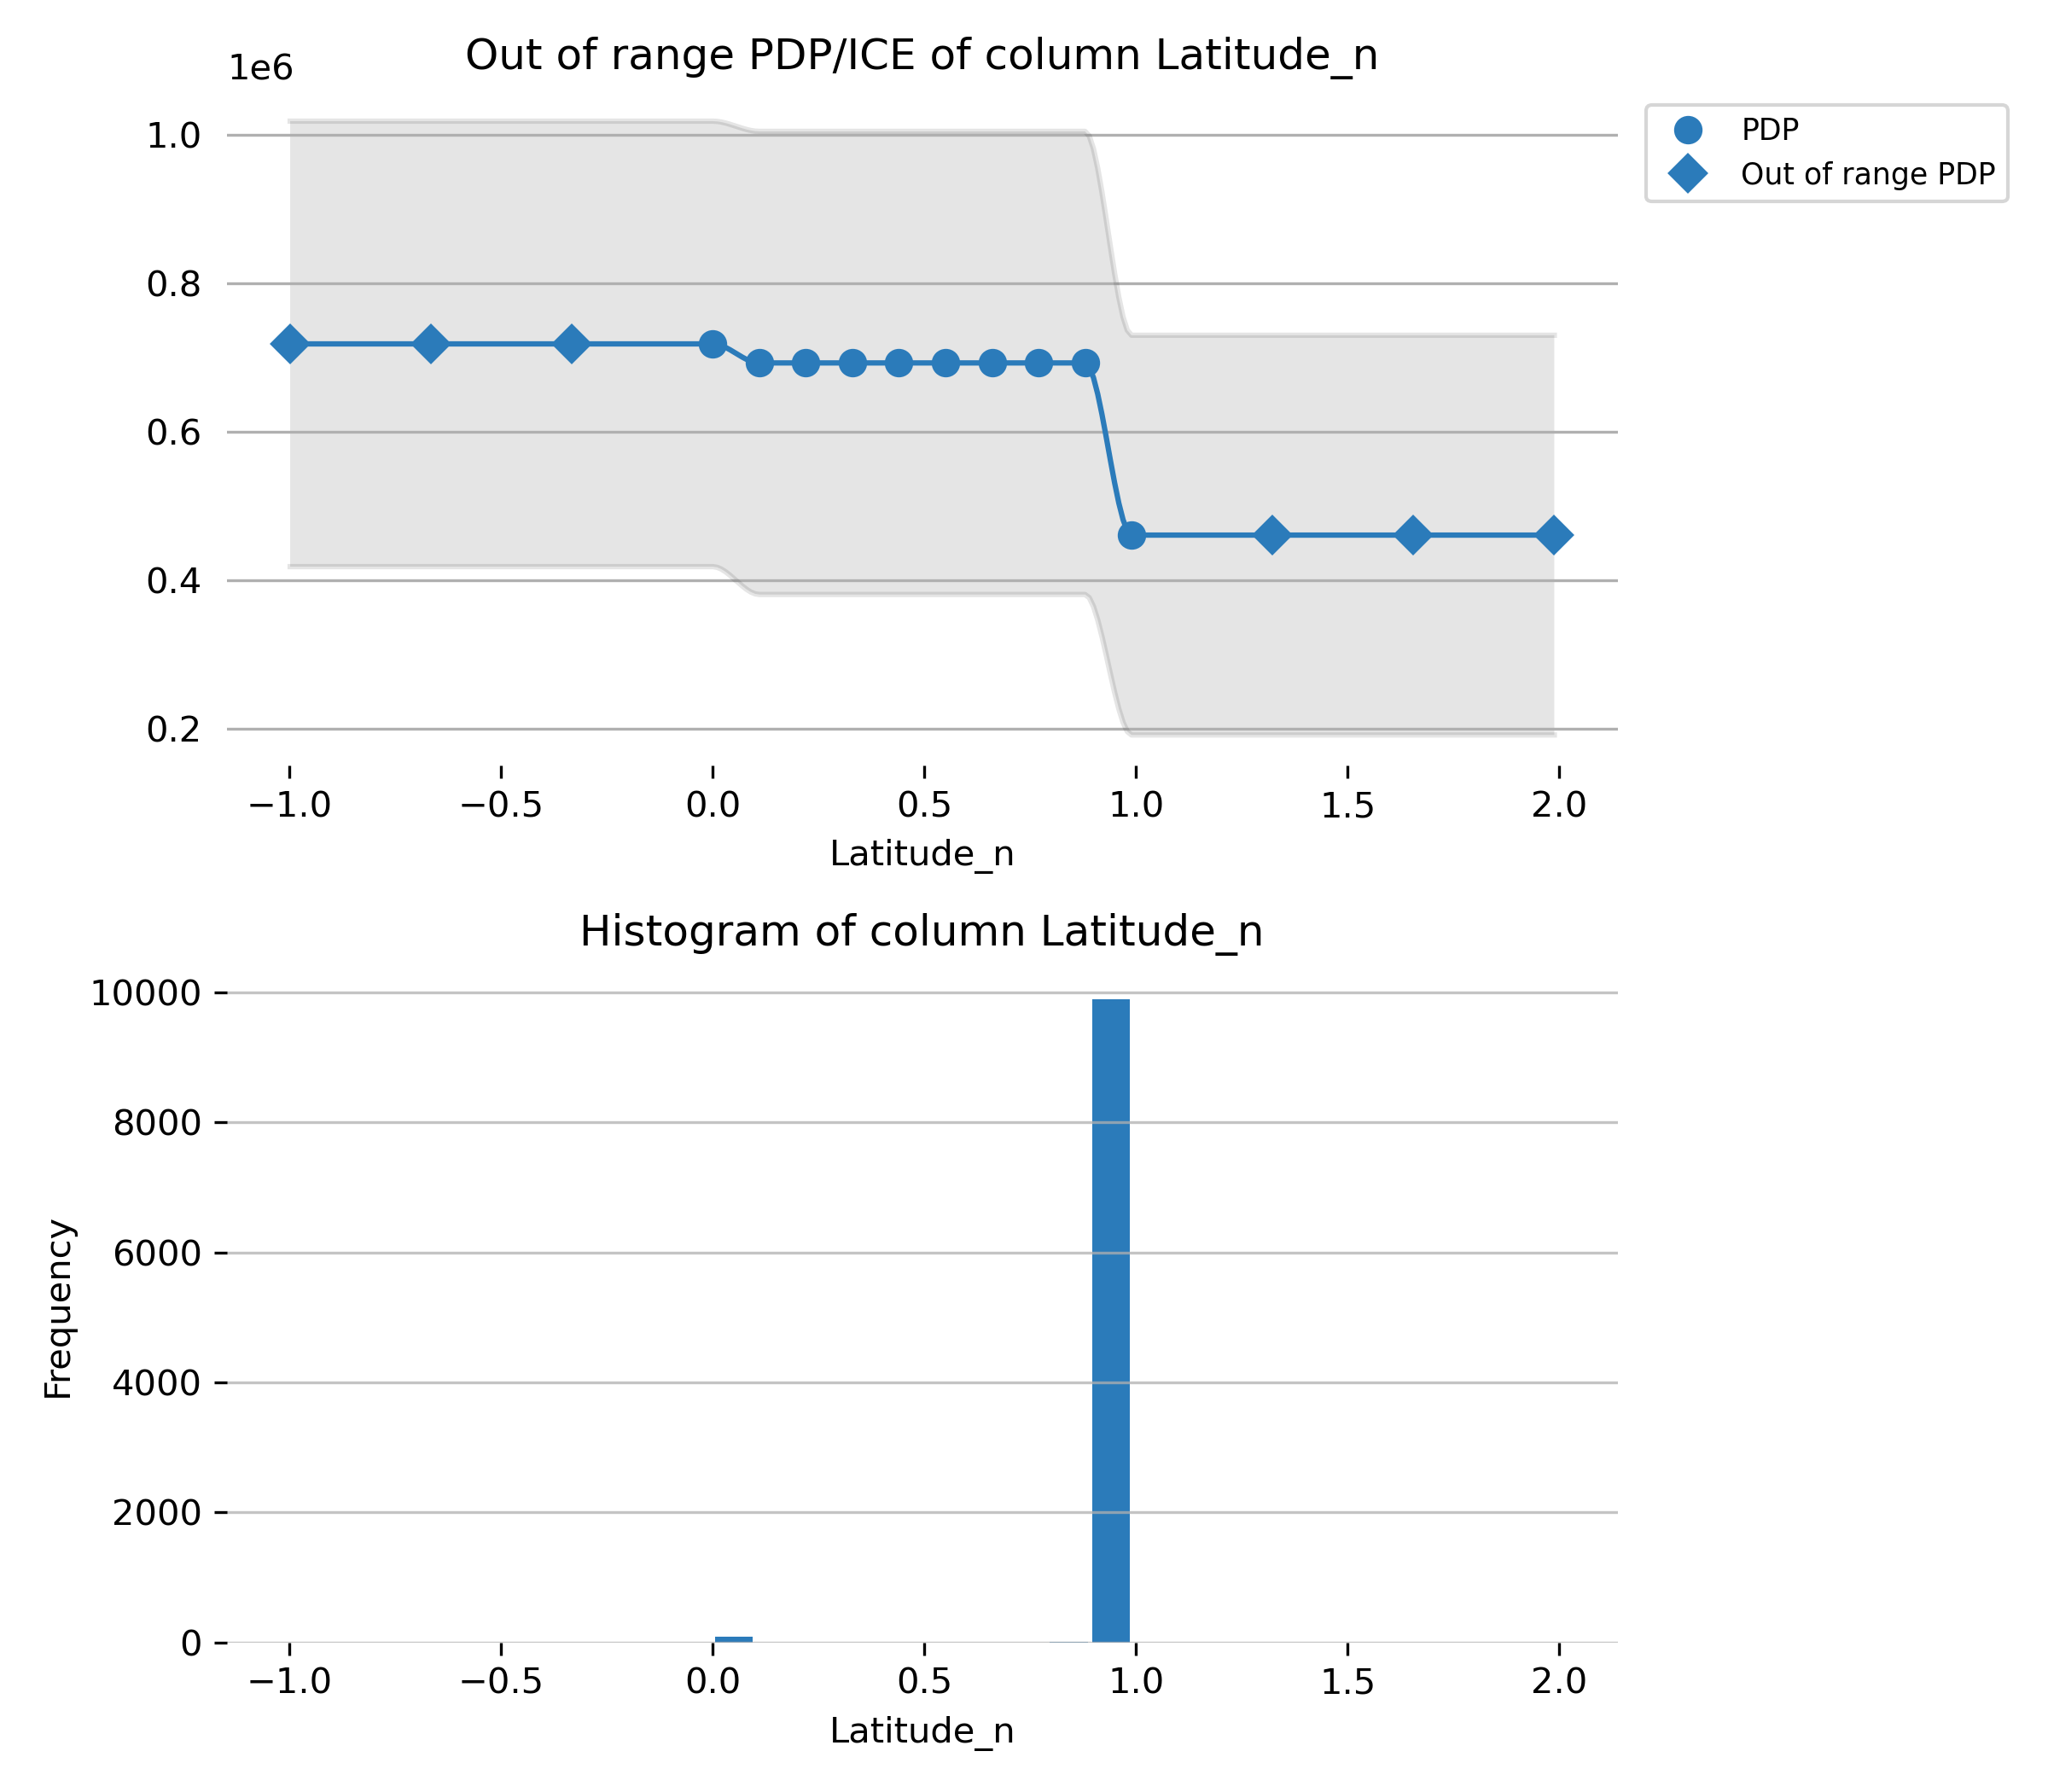 Out of range PDP/ICE of column Latitude_n
1e6
PDP
Out of range PDP
1.0
0.8
0.6
0.4
0.2
−1.0 −0.5 0.0 0.5 1.0 1.5 2.0
Latitude_n
Histogram of column Latitude_n
10000
8000
6000
4000
2000
0
Frequency
−1.0 −0.5 0.0 0.5 1.0 1.5 2.0
Latitude_n